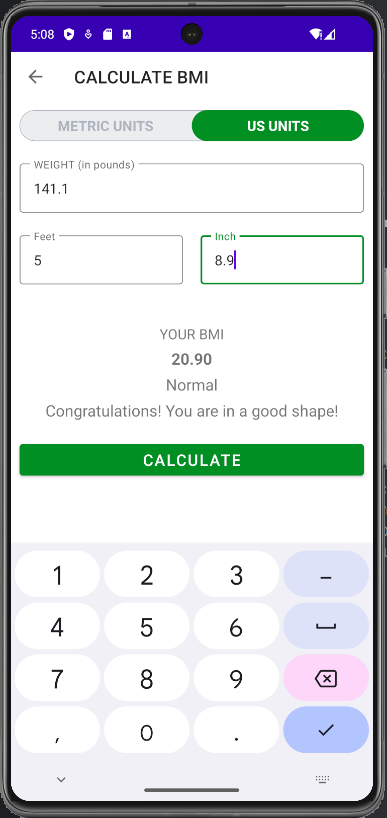 5:08
CALCULATE BMI
METRIC UNITS US UNITS
WEIGHT (in pounds)
141.1
Feet Inch
5 8.9
YOUR BMI
20.90
Normal
Congratulations! You are in a good shape!
CALCULATE
1 2 3 –
4 5 6
7 8 9
, 0 .